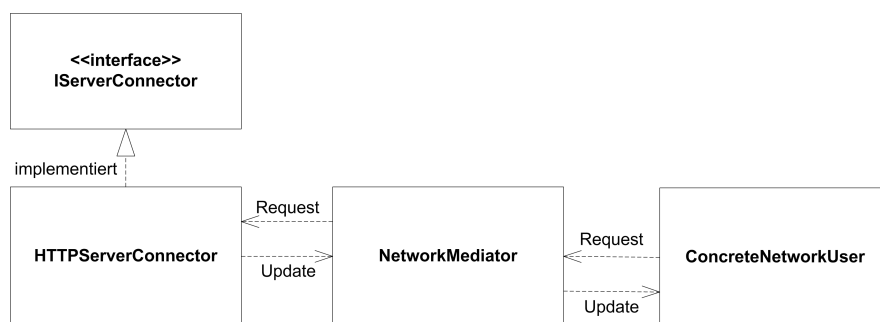 <<interface>>
IServerConnector
implementiert
HTTPServerConnector
Request
Update
NetworkMediator
Request
Update
ConcreteNetworkUser